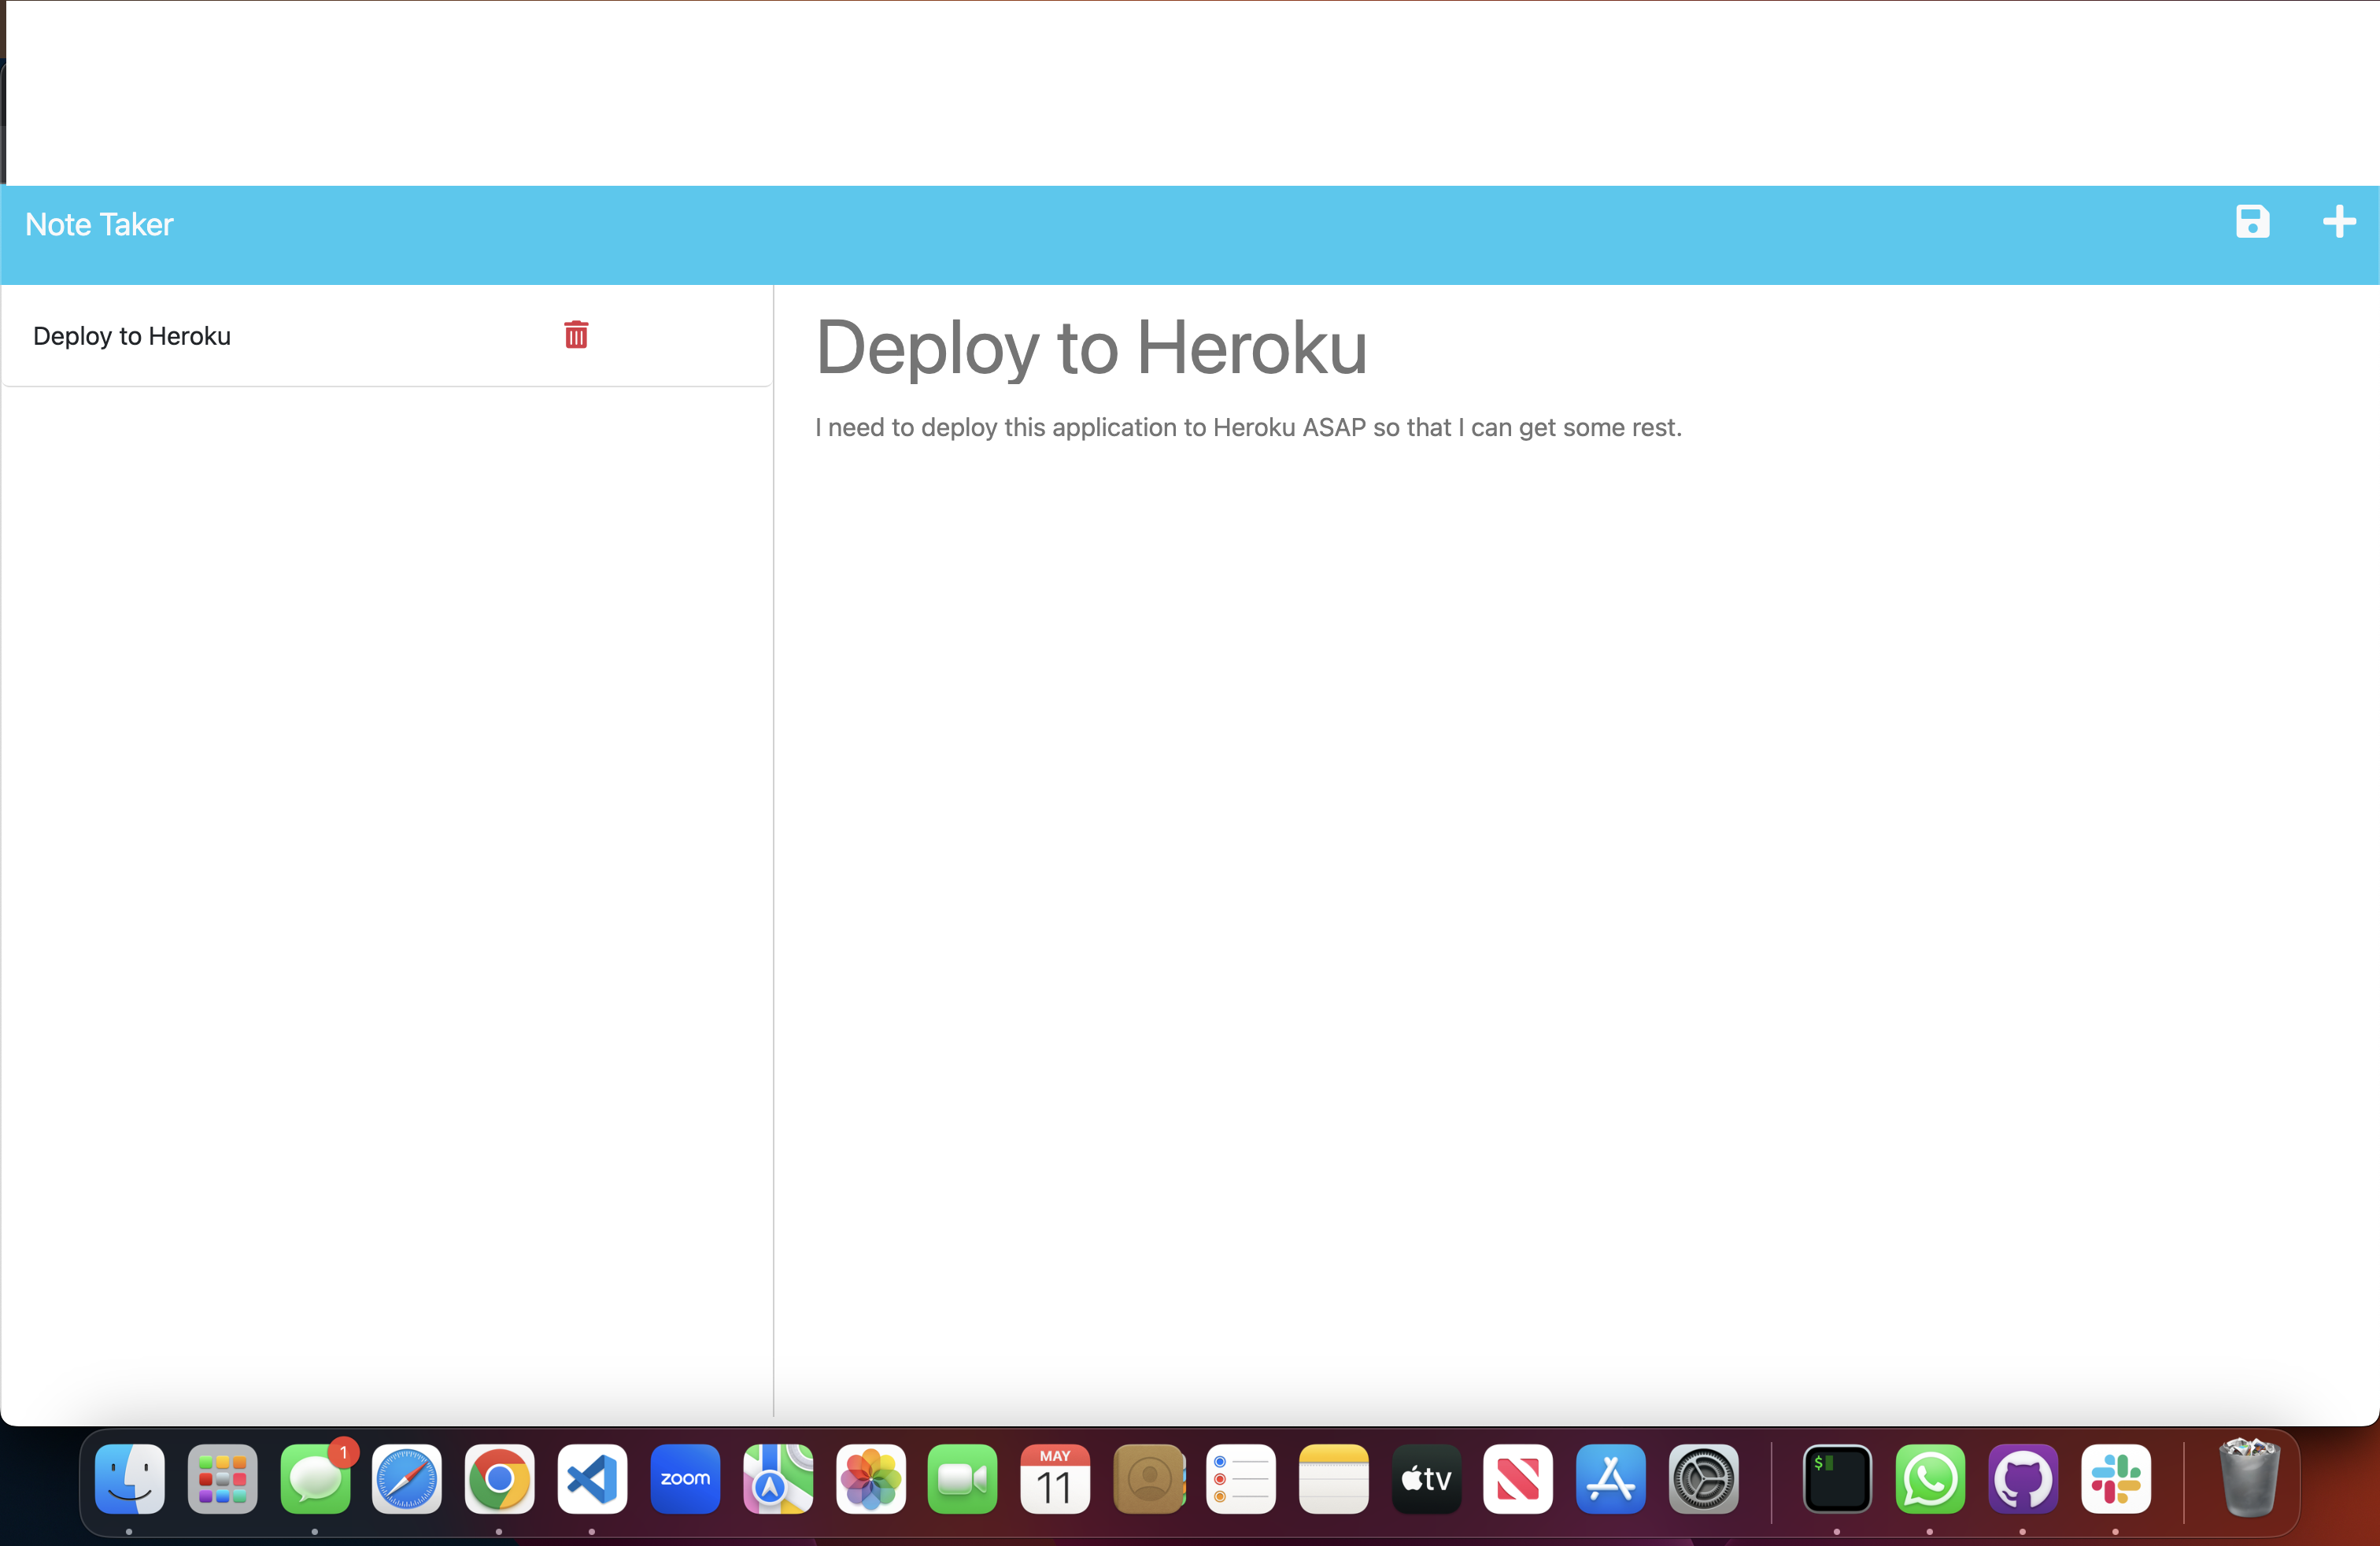 Note Taker
Deploy to Heroku
Deploy to Heroku
I need to deploy this application to Heroku ASAP so that I can get some rest.
1
zoom
MAY
11
tv
$